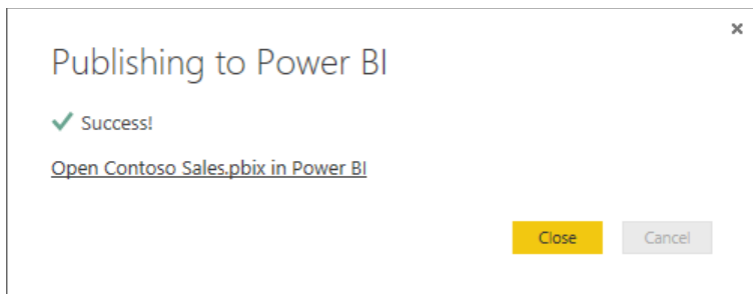 Publishing to Power BI
Success!
Open Contoso Sales.pbix in Power BI
Close Cancel